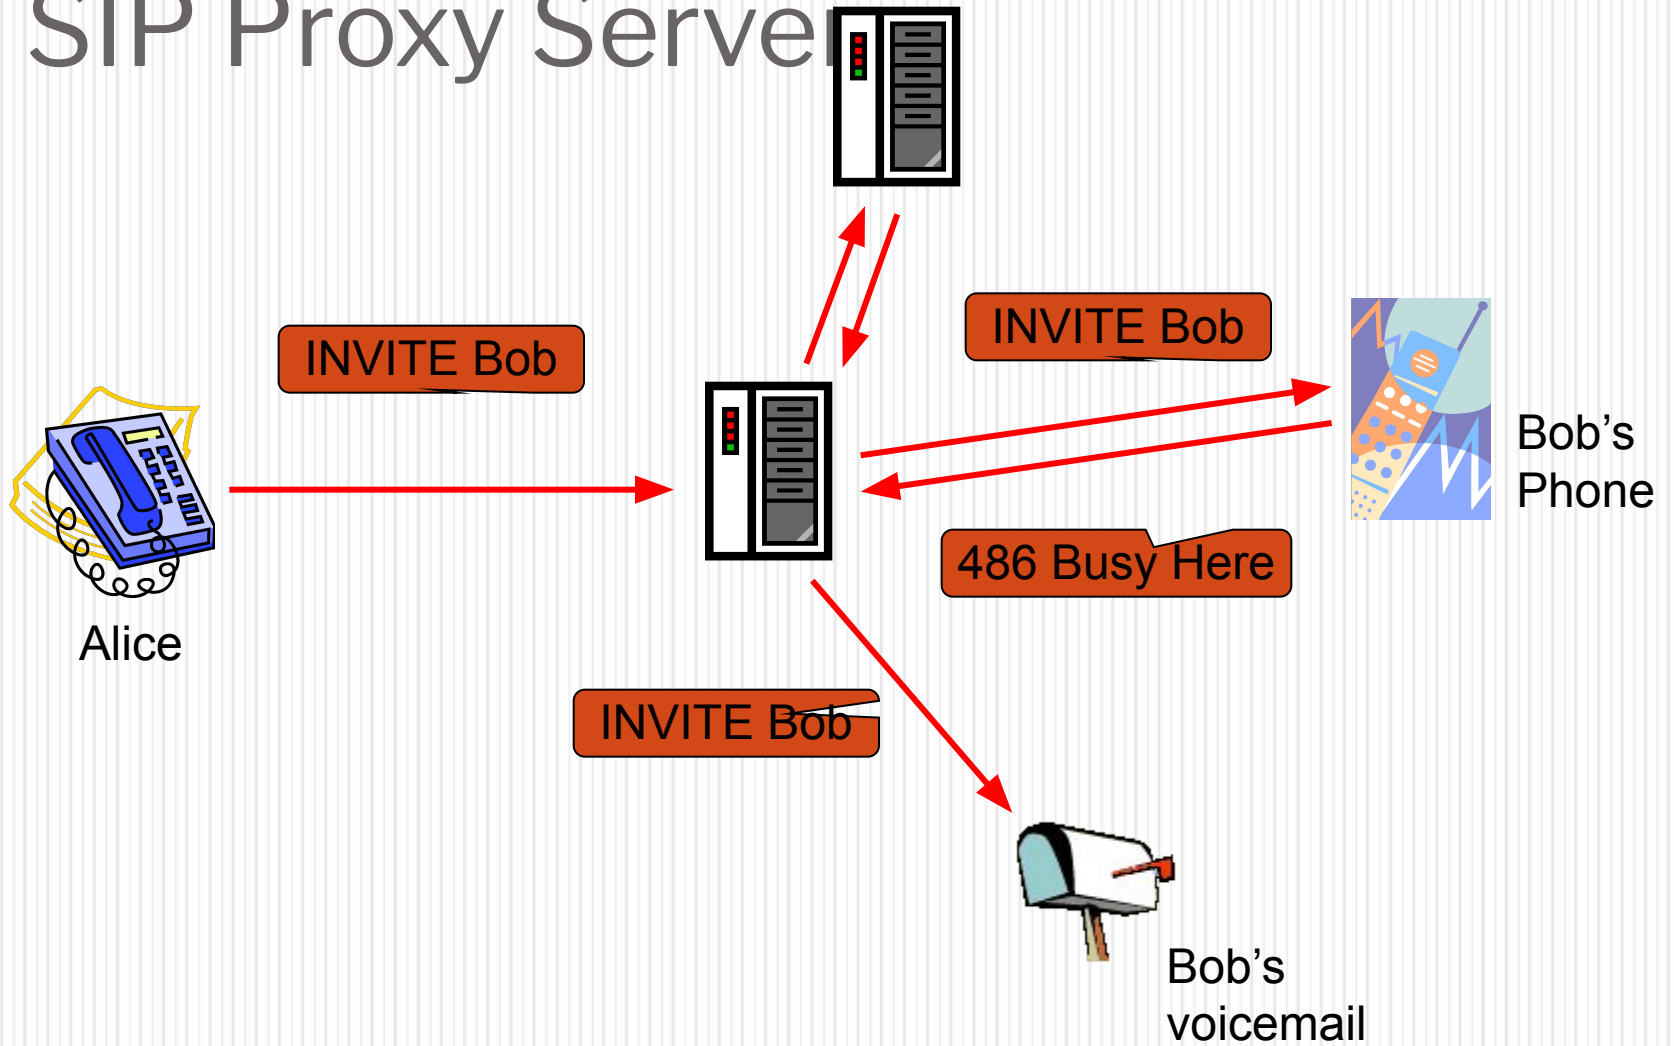 SIP Proxy Server
INVITE Bob
INVITE Bob
Bob's
Phone
486 Busy Here
Alice
INVITE Bob
Bob's
voicemail